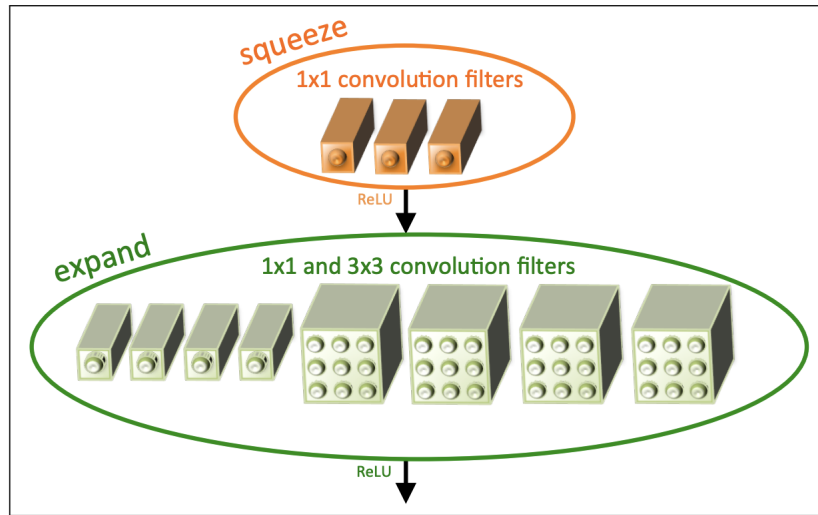 squeeze
1x1 convolution filters
ReLU
expand
1x1 and 3x3 convolution filters
ReLU